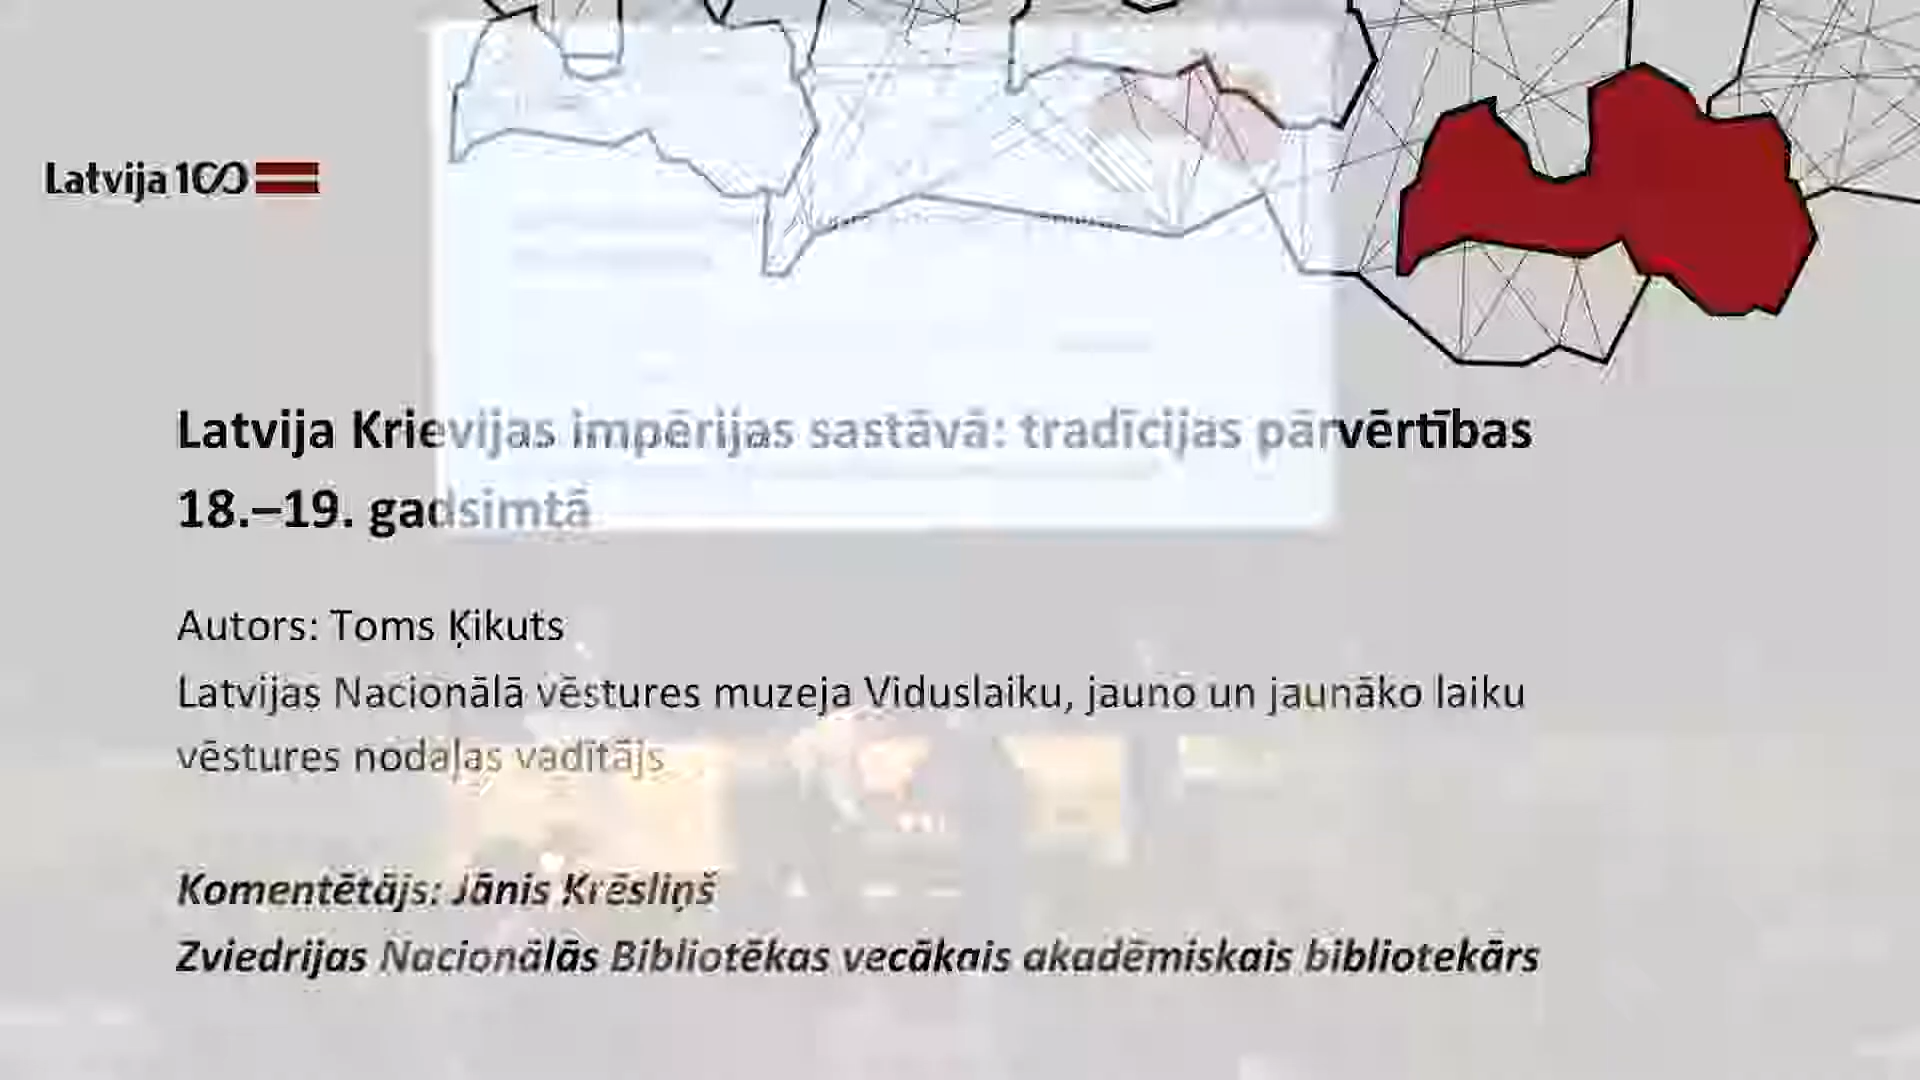 Latvija 100
Latvija Krievijas impērijas sastāvā: tradīcijas pārvērtības
18.–19. gadsimtā
Autors: Toms Ķikuts
Latvijas Nacionālā vēstures muzeja Viduslaiku, jauno un jaunāko laiku
vēstures nodaļas vadītājs
Komentētājs: Jānis Krēsliņš
Zviedrijas Nacionālās Bibliotēkas vecākais akadēmiskais bibliotekārs